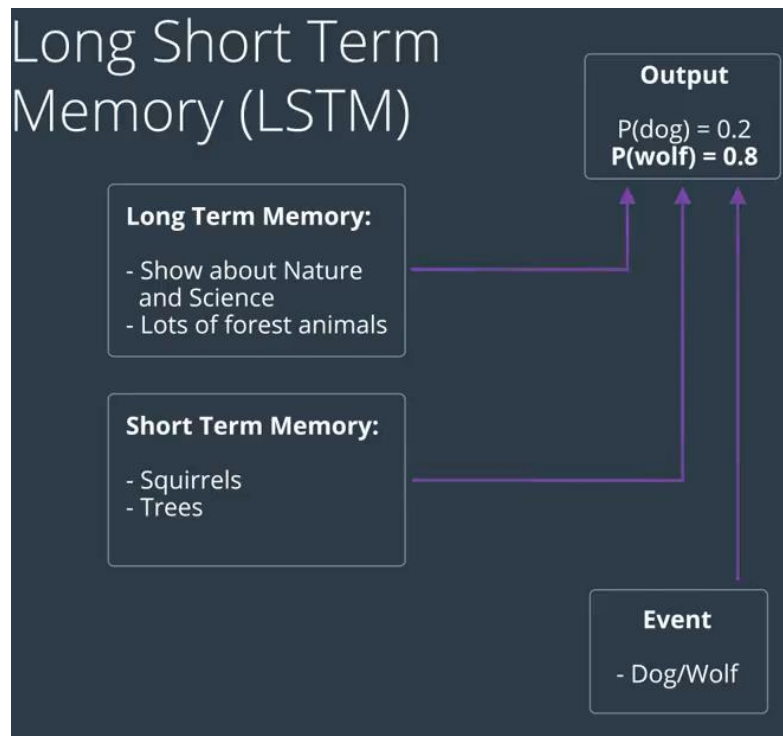 Long Short Term
Memory (LSTM)
Output
P(dog) = 0.2
P(wolf) = 0.8
Long Term Memory:
- Show about Nature
and Science
- Lots of forest animals
Short Term Memory:
- Squirrels
- Trees
Event
- Dog/Wolf